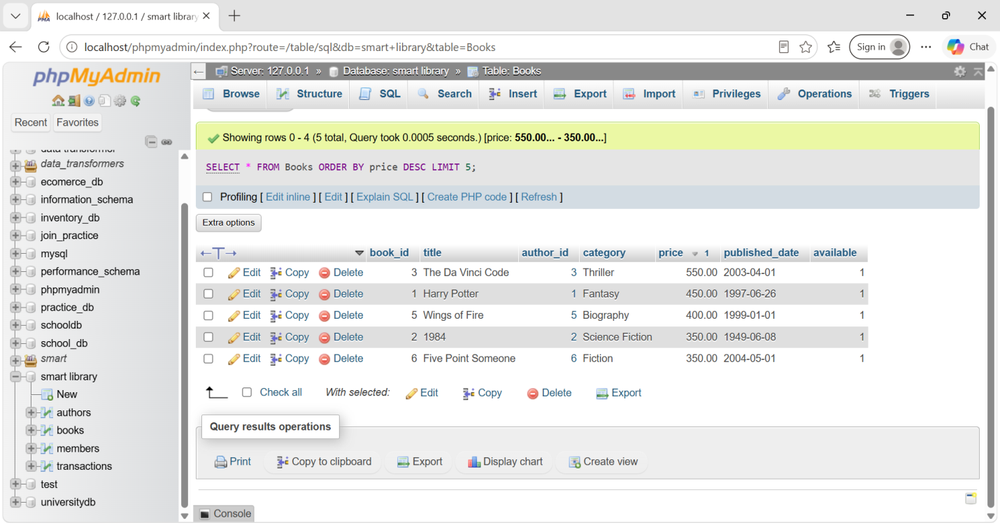 localhost / 127.0.0.1 / smart library
localhost/phpmyadmin/index.php?route=/table/sql&db=smart+library&table=Books
Sign in
Chat
phpMyAdmin
Recent Favorites
data_transformers
ecomerce_db
information_schema
inventory_db
join_practice
mysql
performance_schema
phpmyadmin
practice_db
schooldb
school_db
smart
smart library
New
authors
books
members
transactions
test
universitydb
Server: 127.0.0.1 » Database: smart library » Table: Books
Browse Structure SQL Search Insert Export Import Privileges Operations Triggers
Showing rows 0 - 4 (5 total, Query took 0.0005 seconds.) [price: 550.00... - 350.00...]
SELECT * FROM Books ORDER BY price DESC LIMIT 5;
Profiling [ Edit inline ] [ Edit ] [ Explain SQL ] [ Create PHP code ] [ Refresh ]
Extra options
←T→ book_id title author_id category price 1 published_date available
Edit Copy Delete 3 The Da Vinci Code 3 Thriller 550.00 2003-04-01 1
Edit Copy Delete 1 Harry Potter 1 Fantasy 450.00 1997-06-26 1
Edit Copy Delete 5 Wings of Fire 5 Biography 400.00 1999-01-01 1
Edit Copy Delete 2 1984 2 Science Fiction 350.00 1949-06-08 1
Edit Copy Delete 6 Five Point Someone 6 Fiction 350.00 2004-05-01 1
Check all With selected: Edit Copy Delete Export
Query results operations
Print Copy to clipboard Export Display chart Create view
Console